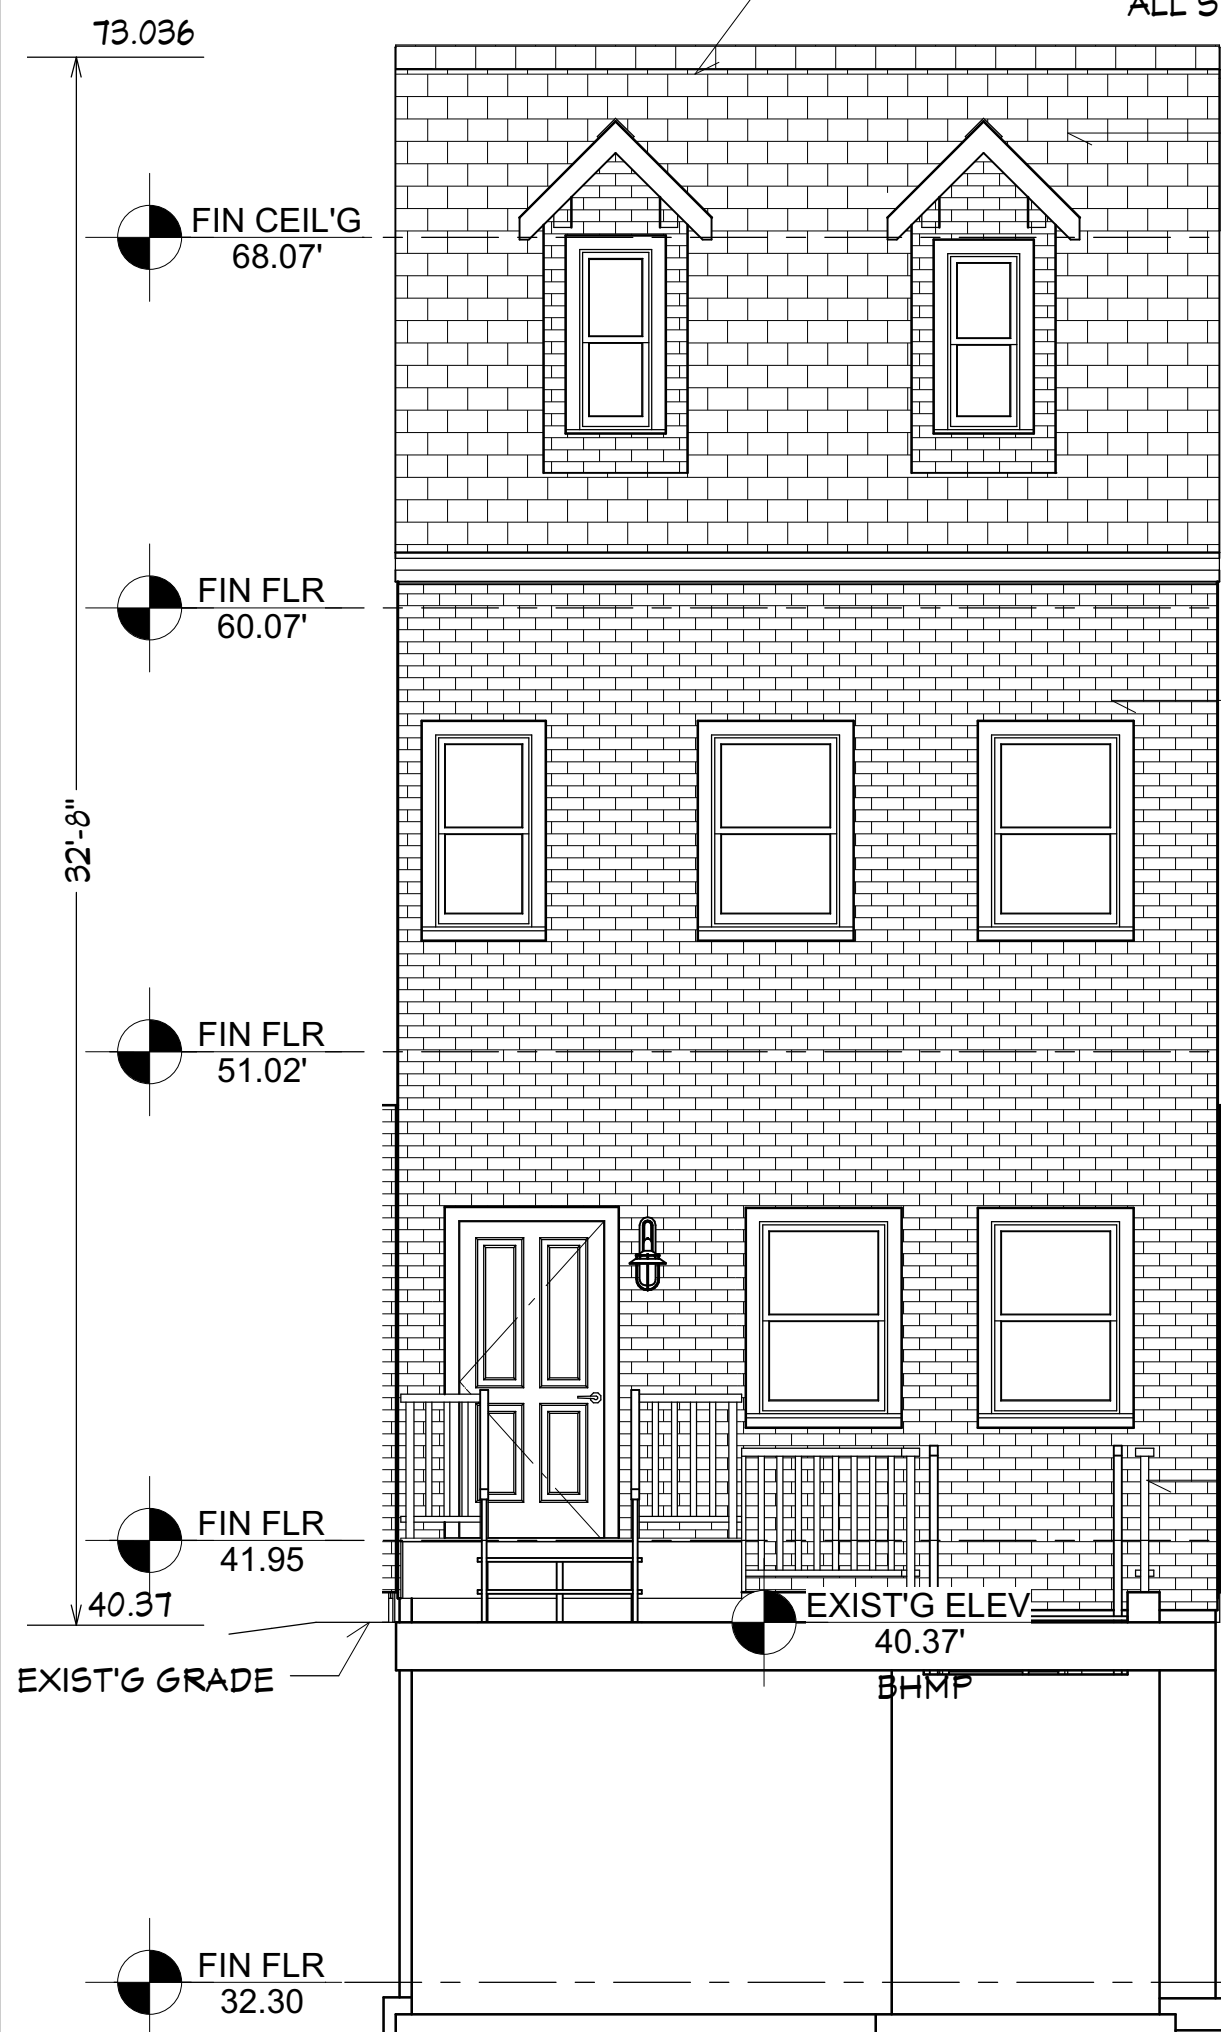 ALL S
73.036
FIN CEIL'G
68.07'
FIN FLR
60.07'
32'-8"
FIN FLR
51.02'
FIN FLR
41.95
40.37
EXIST'G ELEV
40.37'
BHMP
EXIST'G GRADE
FIN FLR
32.30